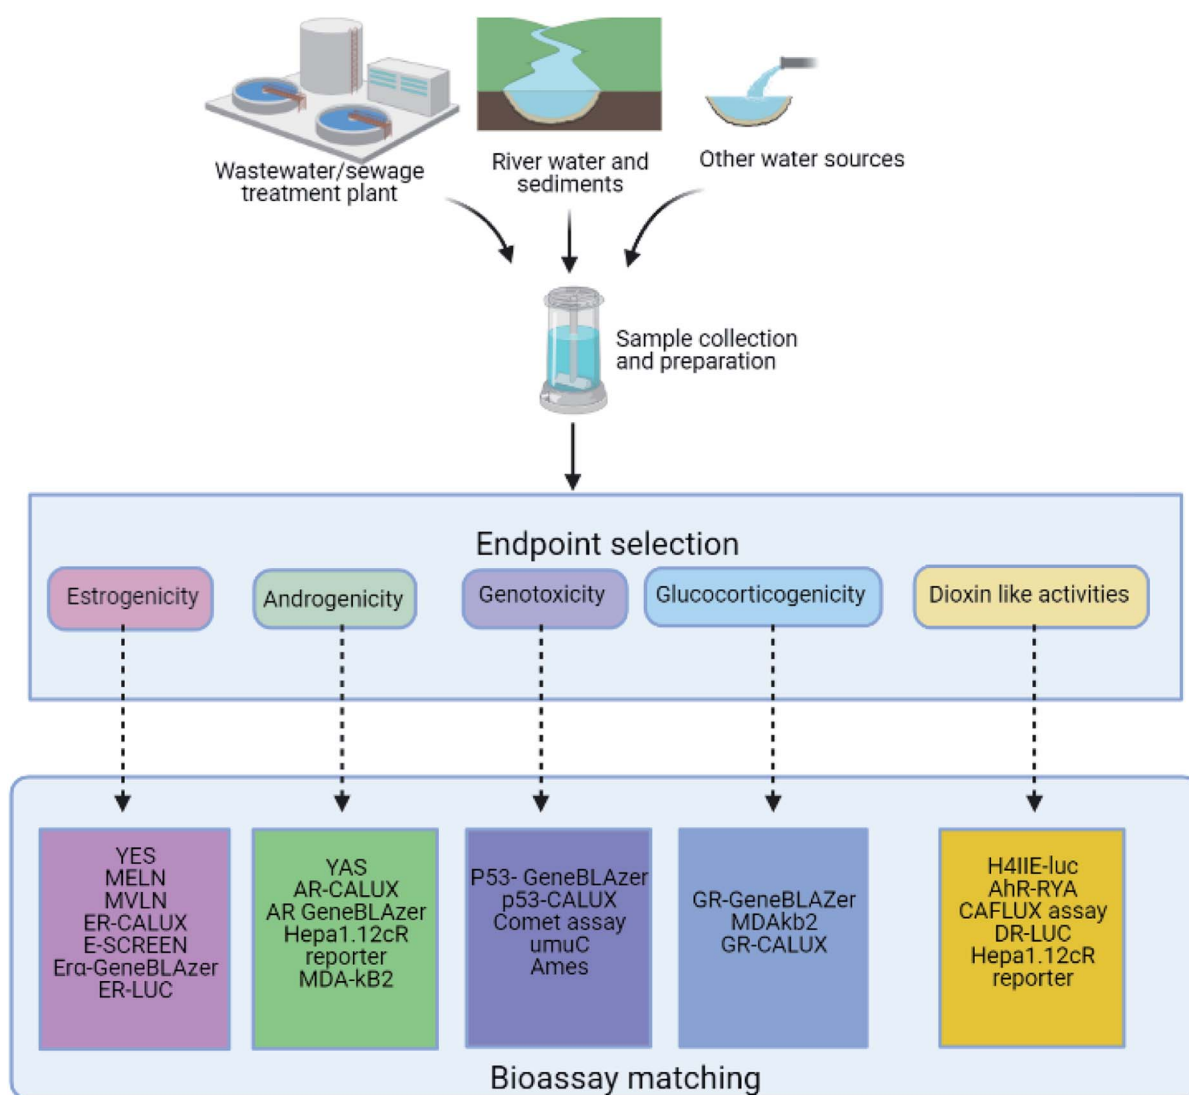 Wastewater/sewage
treatment plant
River water and
sediments
Other water sources
Sample collection
and preparation
Endpoint selection
Estrogenicity
Androgenicity
Genotoxicity
Glucocorticogenicity
Dioxin like activities
YES
MELN
MVLN
ER-CALUX
E-SCREEN
Erα-GeneBLAzer
ER-LUC
YAS
AR-CALUX
AR GeneBLAzer
Hepa1.12cR
reporter
MDA-kB2
P53- GeneBLAzer
p53-CALUX
Comet assay
umuC
Ames
GR-GeneBLAZer
MDAkb2
GR-CALUX
H4IIE-luc
AhR-RYA
CAFLUX assay
DR-LUC
Hepa1.12cR
reporter
Bioassay matching